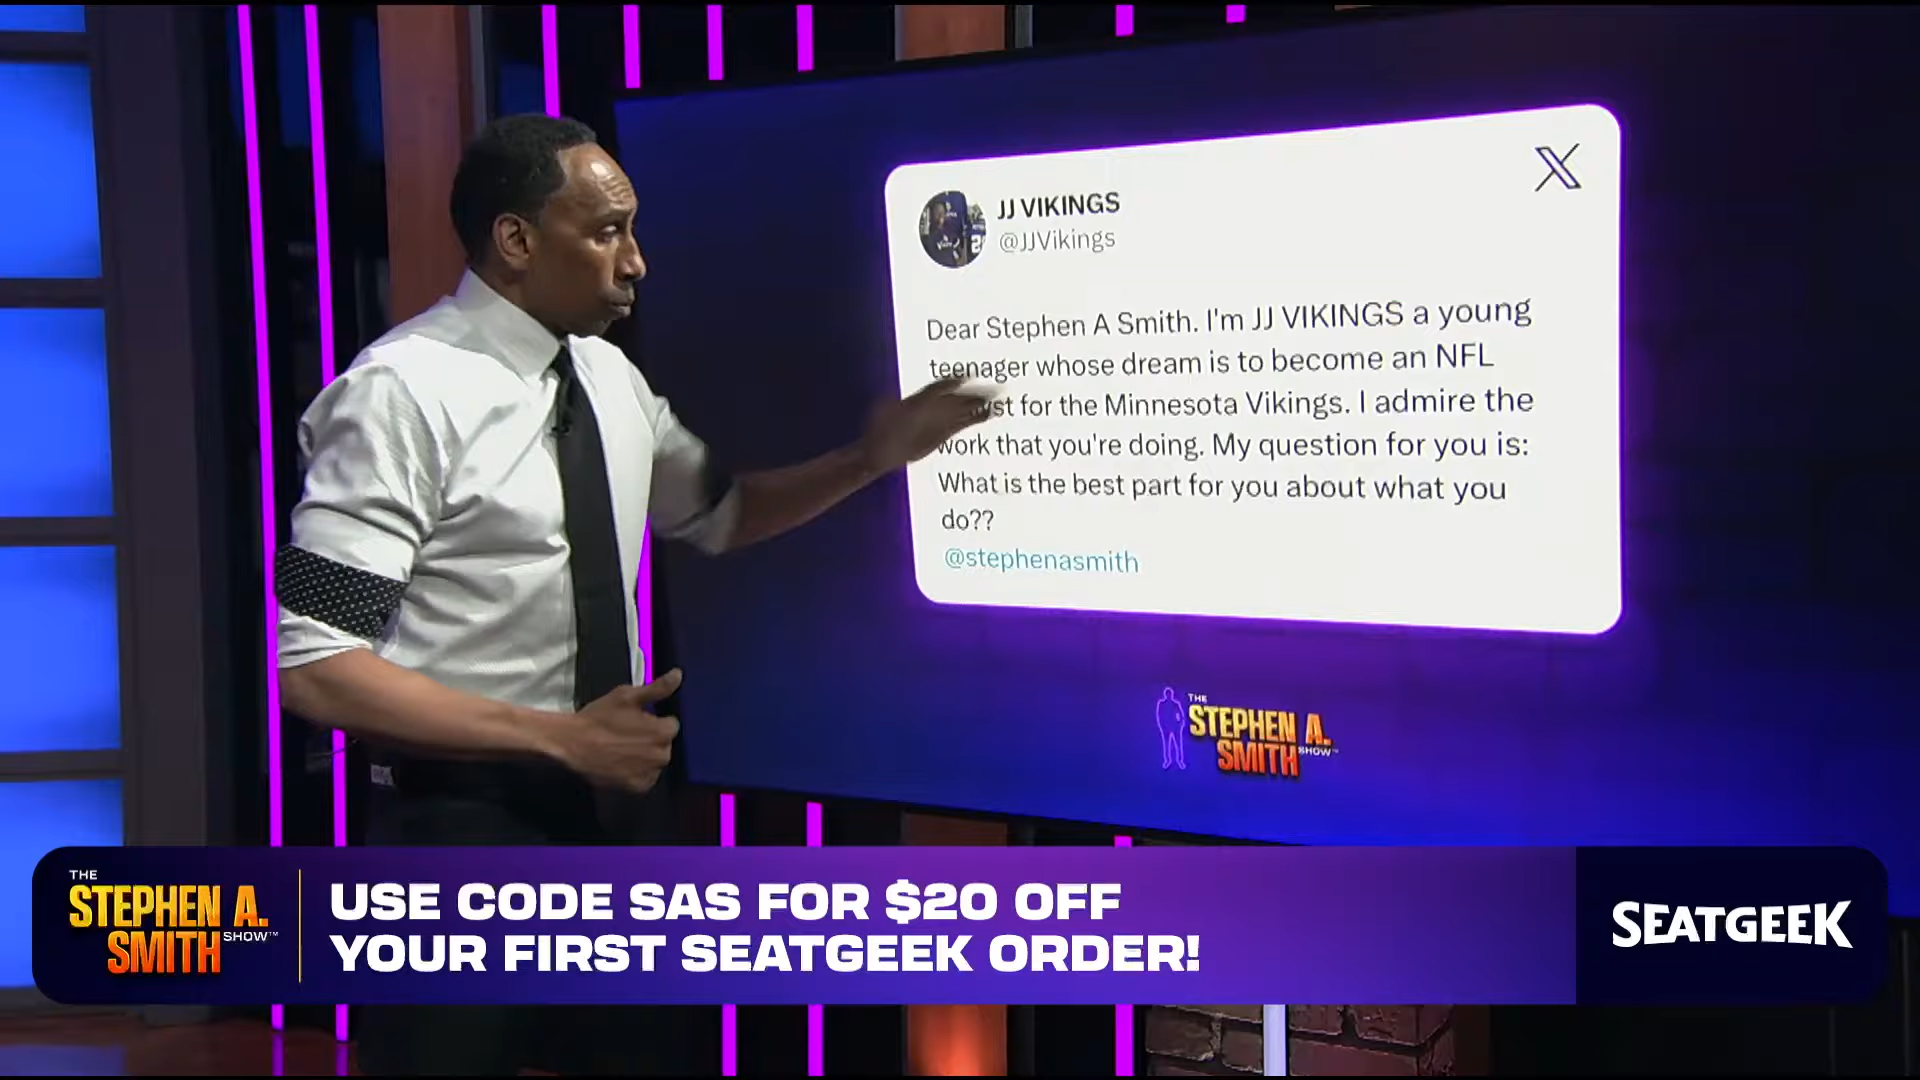 JJ VIKINGS
@JJVikings
X
Dear Stephen A Smith. I'm JJ VIKINGS a young
teenager whose dream is to become an NFL
for the Minnesota Vikings. I admire the
work that you're doing. My question for you is:
What is the best part for you about what you
do??
@stephenasmith
THE
STEPHEN A.
SMITH SHOW™
THE
STEPHEN A.
SMITH SHOW™
USE CODE SAS FOR $20 OFF
YOUR FIRST SEATGEEK ORDER!
SEATGEEK